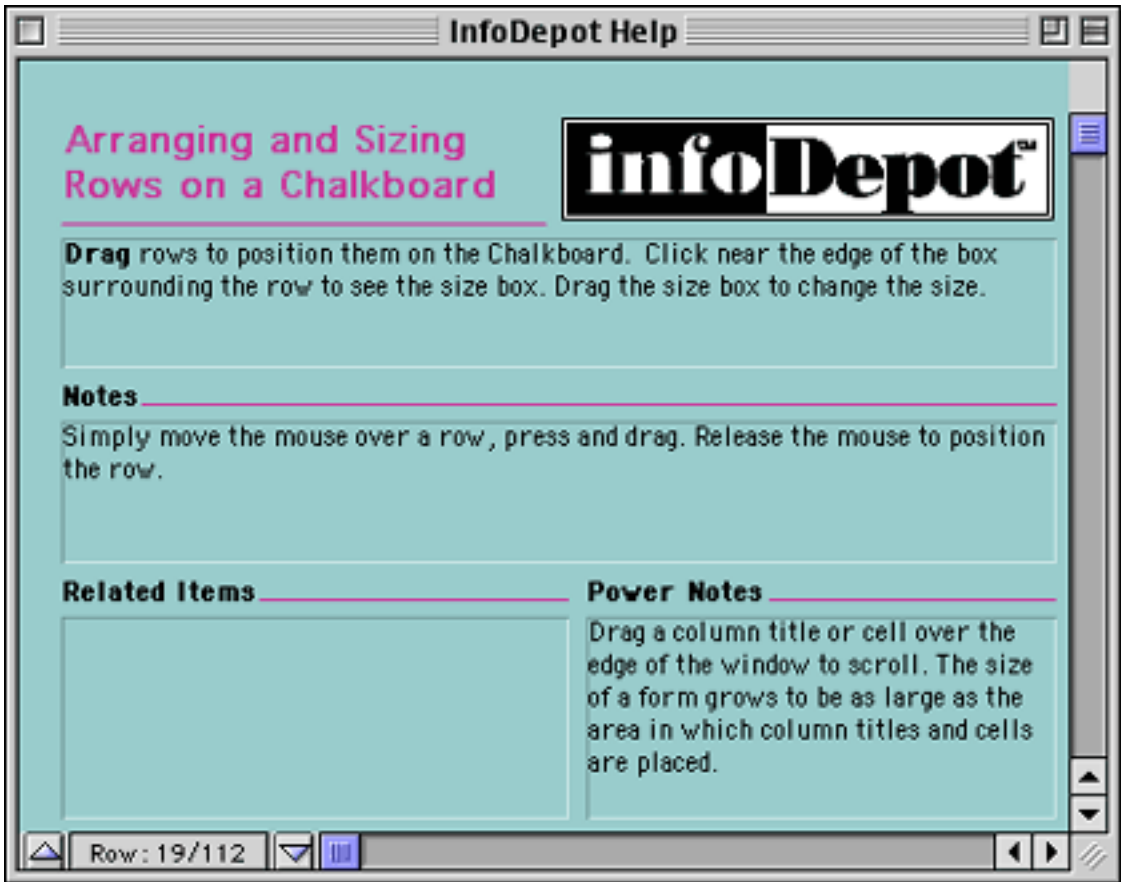 InfoDepot Help
Arranging and Sizing
Rows on a Chalkboard
infoDepot™
Drag rows to position them on the Chalkboard. Click near the edge of the box
surrounding the row to see the size box. Drag the size box to change the size.
Notes
Simply move the mouse over a row, press and drag. Release the mouse to position
the row.
Related Items
Power Notes
Drag a column title or cell over the
edge of the window to scroll. The size
of a form grows to be as large as the
area in which column titles and cells
are placed.
Row: 19/112